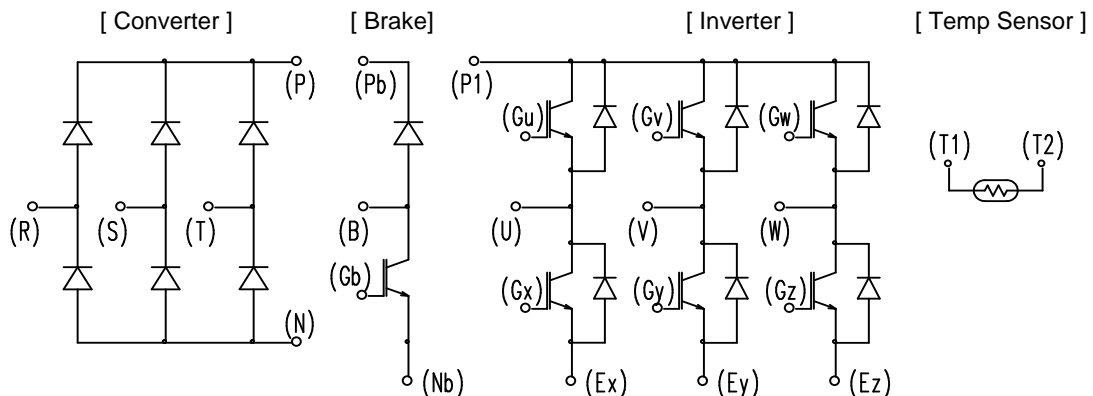 [ Converter ] [ Brake] [ Inverter ] [ Temp Sensor ]
(P) (Pb) (P1)
(Gu) (Gv) (Gw)
(T1) (T2)
(R) (S) (T) (B) (U) (V) (W)
(Gb) (Gx) (Gy) (Gz)
(N)
(Nb) (Ex) (Ey) (Ez)